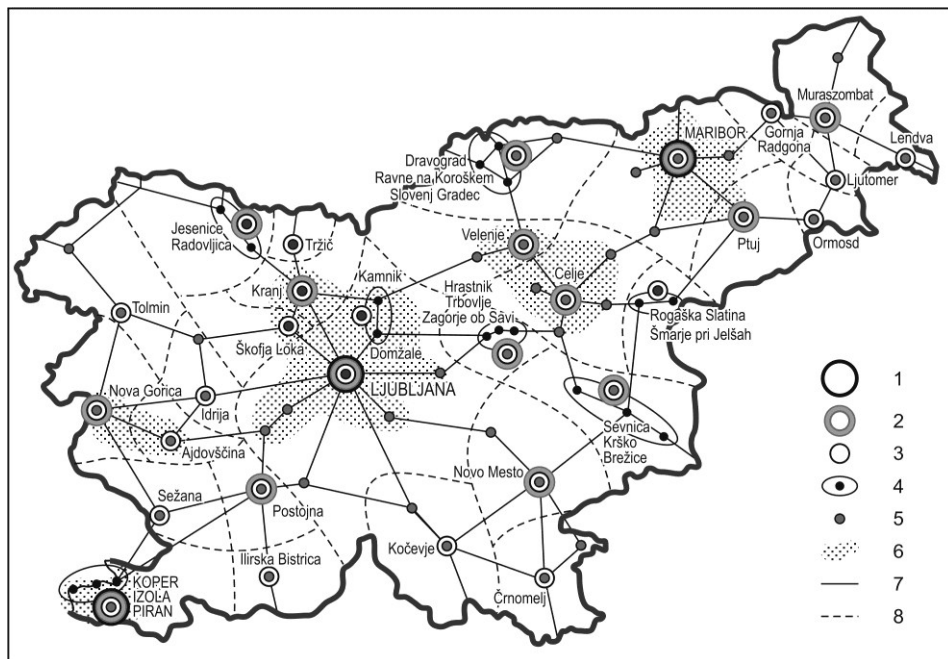 Muraszombat
MARIBOR
Gornja
Radgona
Lendva
Dravograd
Ravne na Koroškem
Slovenj Gradec
Ljutomer
Jesenice
Radovljica
Tržič
Velenje
Ptuj
Ormosd
Kamnik
Celje
Kranj
Hrastnik
Trbovlje
Zagorje ob Savi
Rogaška Slatina
Šmarje pri Jelšah
Tolmin
Škofja Loka
Domžale
LJUBLJANA
Nova Gorica
Idrija
Sevnica
Krško
Brežice
Ajdovščina
Novo Mesto
Sežana
Postojna
Kočevje
Ilirska Bistrica
Črnomelj
KOPER
IZOLA
PIRAN
1
2
3
4
5
6
7
8